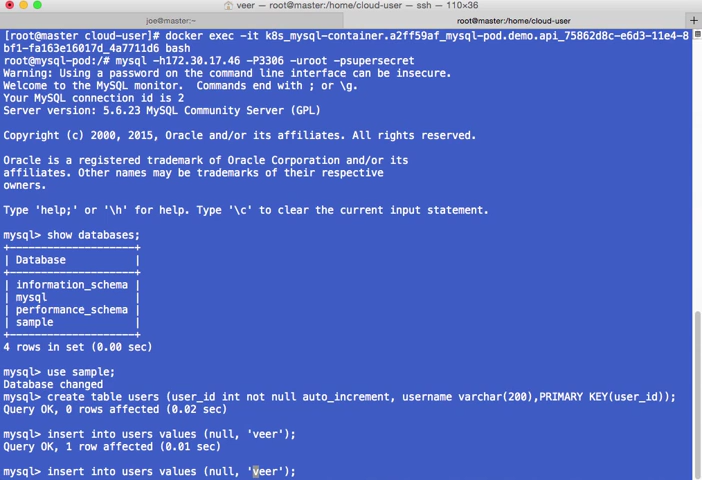 veer — root@master:/home/cloud-user — ssh — 110×36
joe@master:~
root@master:/home/cloud-user
[root@master cloud-user]# docker exec -it k8s_mysql-container.a2ff59af_mysql-pod.demo.api_75862d8c-e6d3-11e4-8
bf1-fa163e16017d_4a7711d6 bash
root@mysql-pod:/# mysql -h172.30.17.46 -P3306 -uroot -psupersecret
Warning: Using a password on the command line interface can be insecure.
Welcome to the MySQL monitor.  Commands end with ; or \g.
Your MySQL connection id is 2
Server version: 5.6.23 MySQL Community Server (GPL)
Copyright (c) 2000, 2015, Oracle and/or its affiliates. All rights reserved.
Oracle is a registered trademark of Oracle Corporation and/or its
affiliates. Other names may be trademarks of their respective
owners.
Type 'help;' or '\h' for help. Type '\c' to clear the current input statement.
mysql> show databases;
+--------------------+
| Database           |
+--------------------+
| information_schema |
| mysql              |
| performance_schema |
| sample             |
+--------------------+
4 rows in set (0.00 sec)
mysql> use sample;
Database changed
mysql> create table users (user_id int not null auto_increment, username varchar(200),PRIMARY KEY(user_id));
Query OK, 0 rows affected (0.02 sec)
mysql> insert into users values (null, 'veer');
Query OK, 1 row affected (0.01 sec)
mysql> insert into users values (null, 'veer');